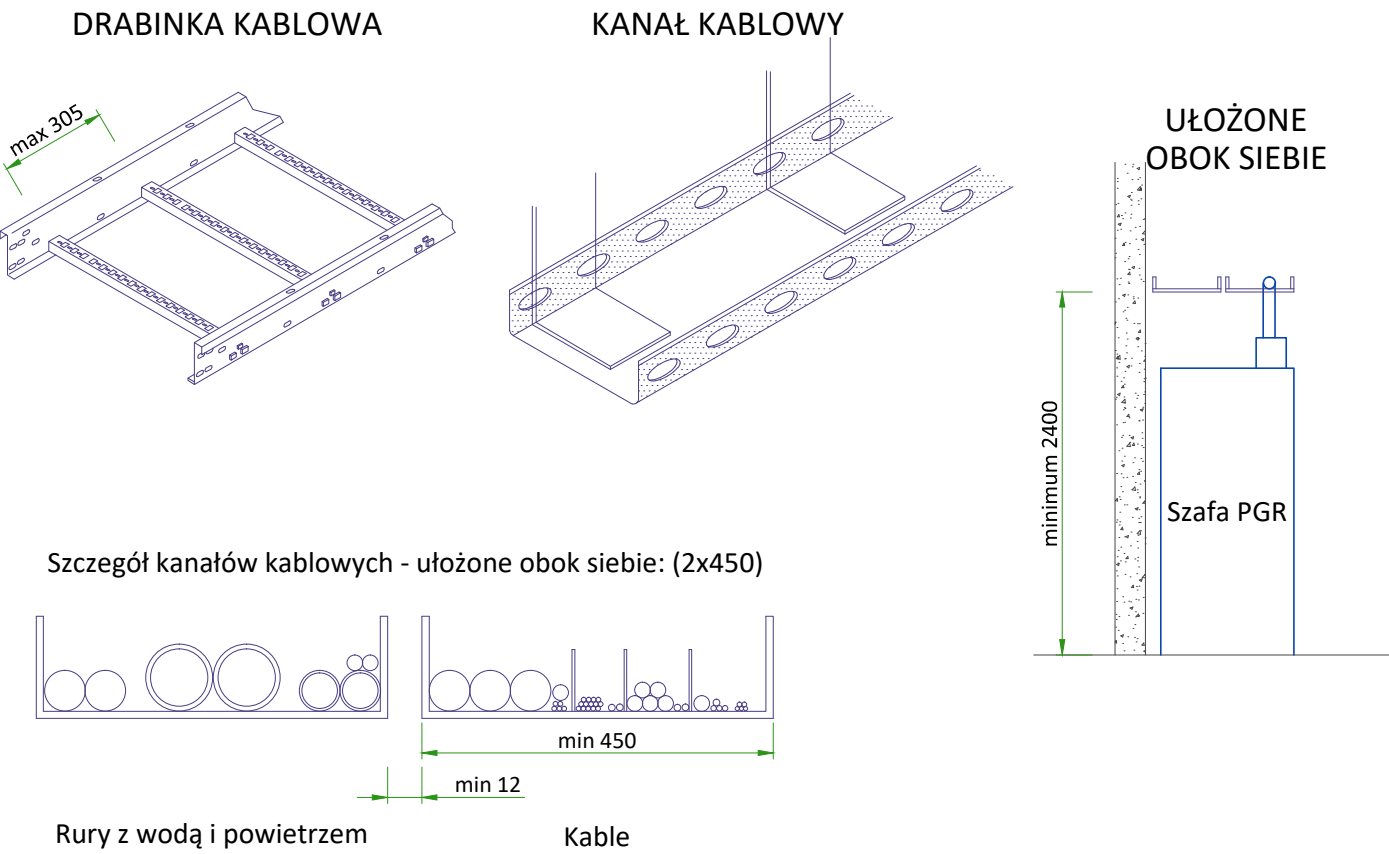 DRABINKA KABLOWA
KANAŁ KABLOWY
max 305
UŁOŻONE
OBOK SIEBIE
minimum 2400
Szafa PGR
Szczegół kanałów kablowych - ułożone obok siebie: (2x450)
min 450
min 12
Rury z wodą i powietrzem
Kable